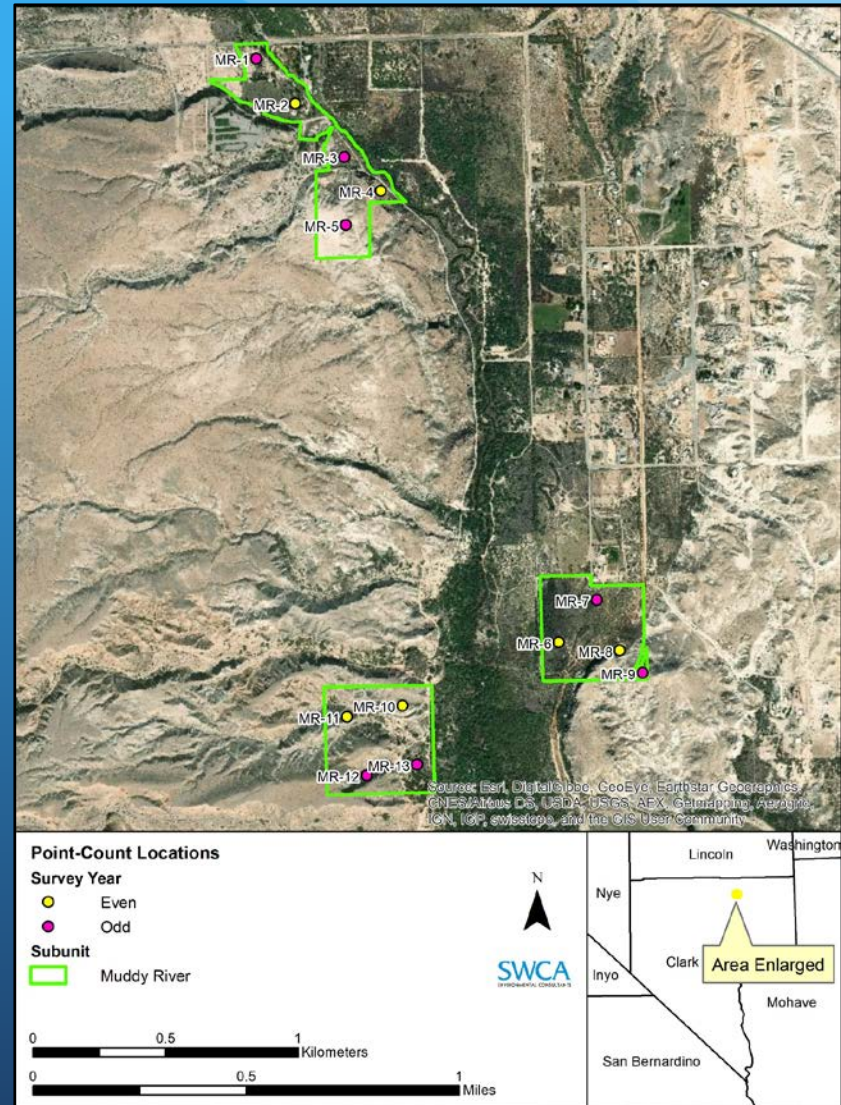 MR-1
MR-2
MR-3
MR-4
MR-5
MR-7
MR-6
MR-8
MR-9
MR-10
MR-11
MR-13
MR-12
Source: Esri, DigitalGlobe, GeoEye, Earthstar Geographics,
CNES/Airbus DS, USDA, USGS, AEX, Getmapping, Aerogrid,
IGN, IGP, swisstopo, and the GIS User Community
Point-Count Locations
Survey Year
Even
Odd
Subunit
Muddy River
N
SWCA
ENVIRONMENTAL CONSULTANTS
0 0.5 1
Kilometers
0 0.5 1
Miles
Lincoln
Washington
Nye
Clark
Area Enlarged
Inyo
Mohave
San Bernardino